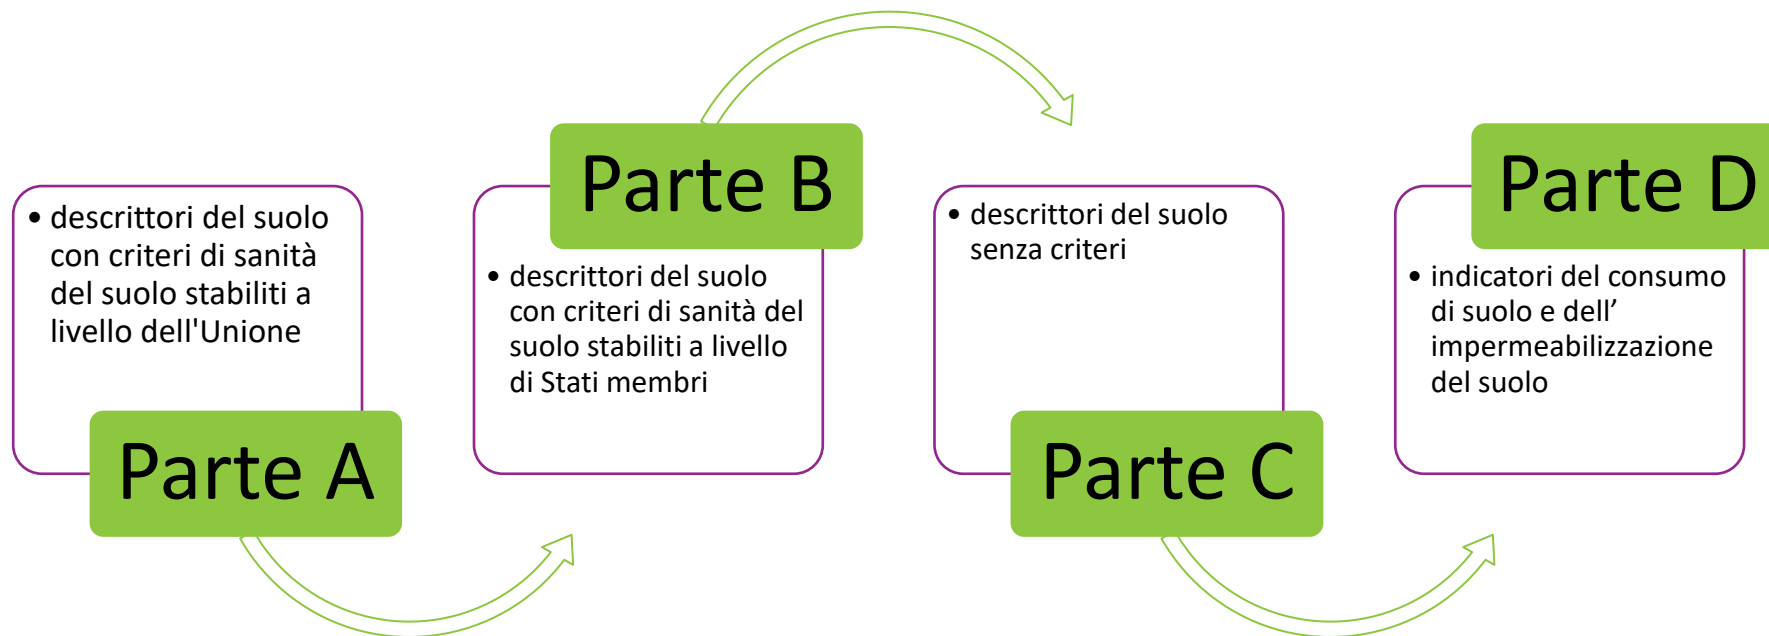 • descrittori del suolo
con criteri di sanità
del suolo stabiliti a
livello dell'Unione
Parte A
Parte B
• descrittori del suolo
con criteri di sanità del
suolo stabiliti a livello
di Stati membri
• descrittori del suolo
senza criteri
Parte C
Parte D
• indicatori del consumo
di suolo e dell’
impermeabilizzazione
del suolo